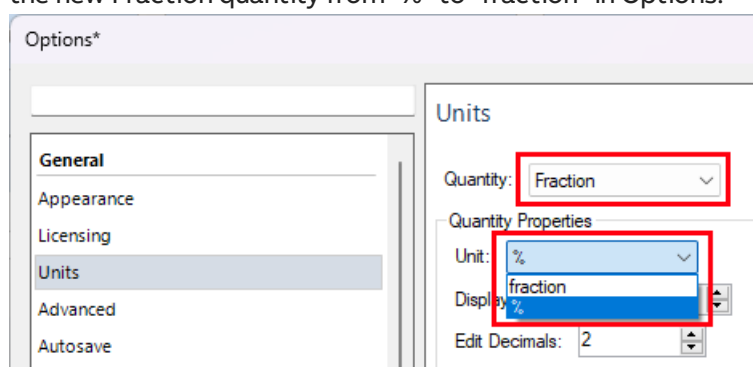 the new Fraction quantity from "%" to "fraction" in Options.
Options*
General
Appearance
Licensing
Units
Advanced
Autosave
Units
Quantity: Fraction
Quantity Properties
Unit: %
fraction
%
Edit Decimals: 2